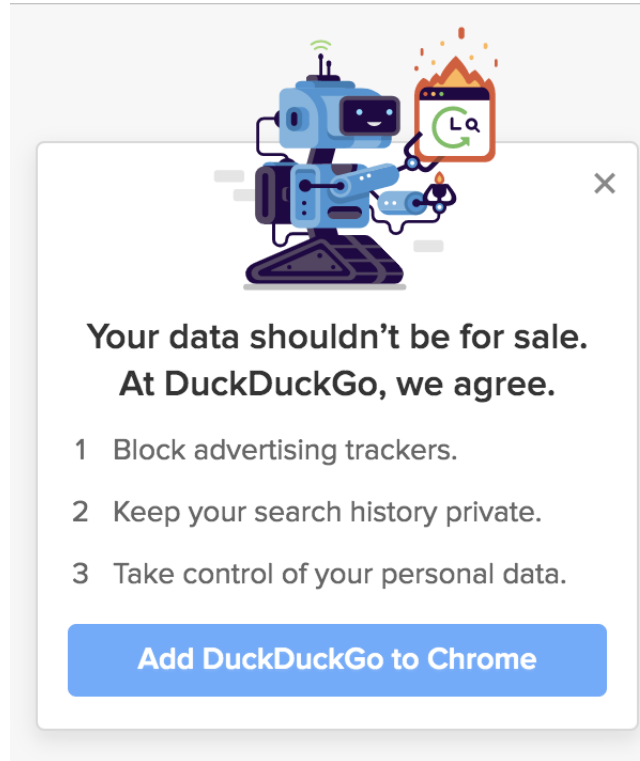 Your data shouldn’t be for sale.
At DuckDuckGo, we agree.
1 Block advertising trackers.
2 Keep your search history private.
3 Take control of your personal data.
Add DuckDuckGo to Chrome